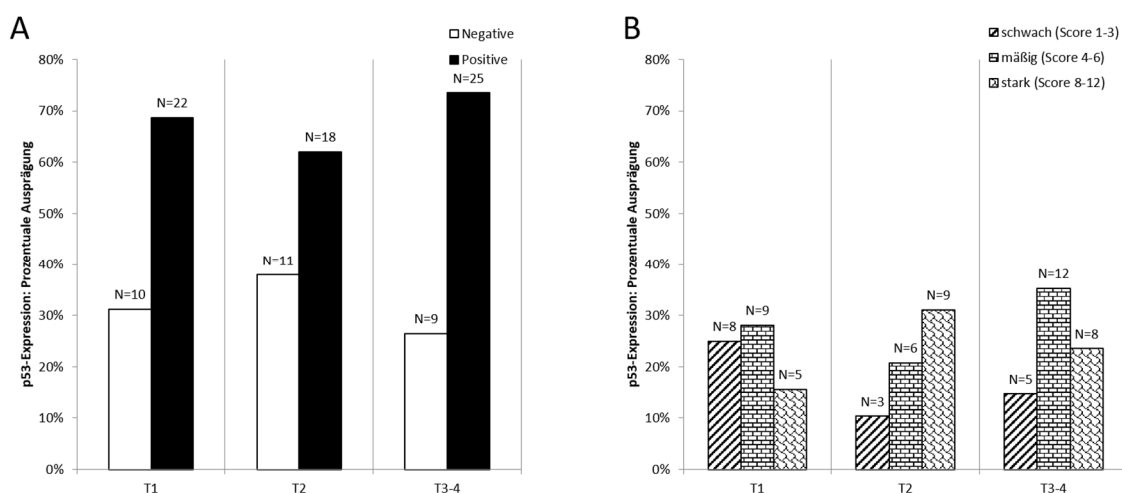 A
Negative
Positive
p53-Expression: Prozentuale Ausprägung
80%
70%
60%
50%
40%
30%
20%
10%
0%
N=10
N=22
N=11
N=18
N=9
N=25
T1
T2
T3-4
B
schwach (Score 1-3)
mäßig (Score 4-6)
stark (Score 8-12)
p53-Expression: Prozentuale Ausprägung
80%
70%
60%
50%
40%
30%
20%
10%
0%
N=8
N=9
N=5
N=3
N=6
N=9
N=5
N=12
N=8
T1
T2
T3-4